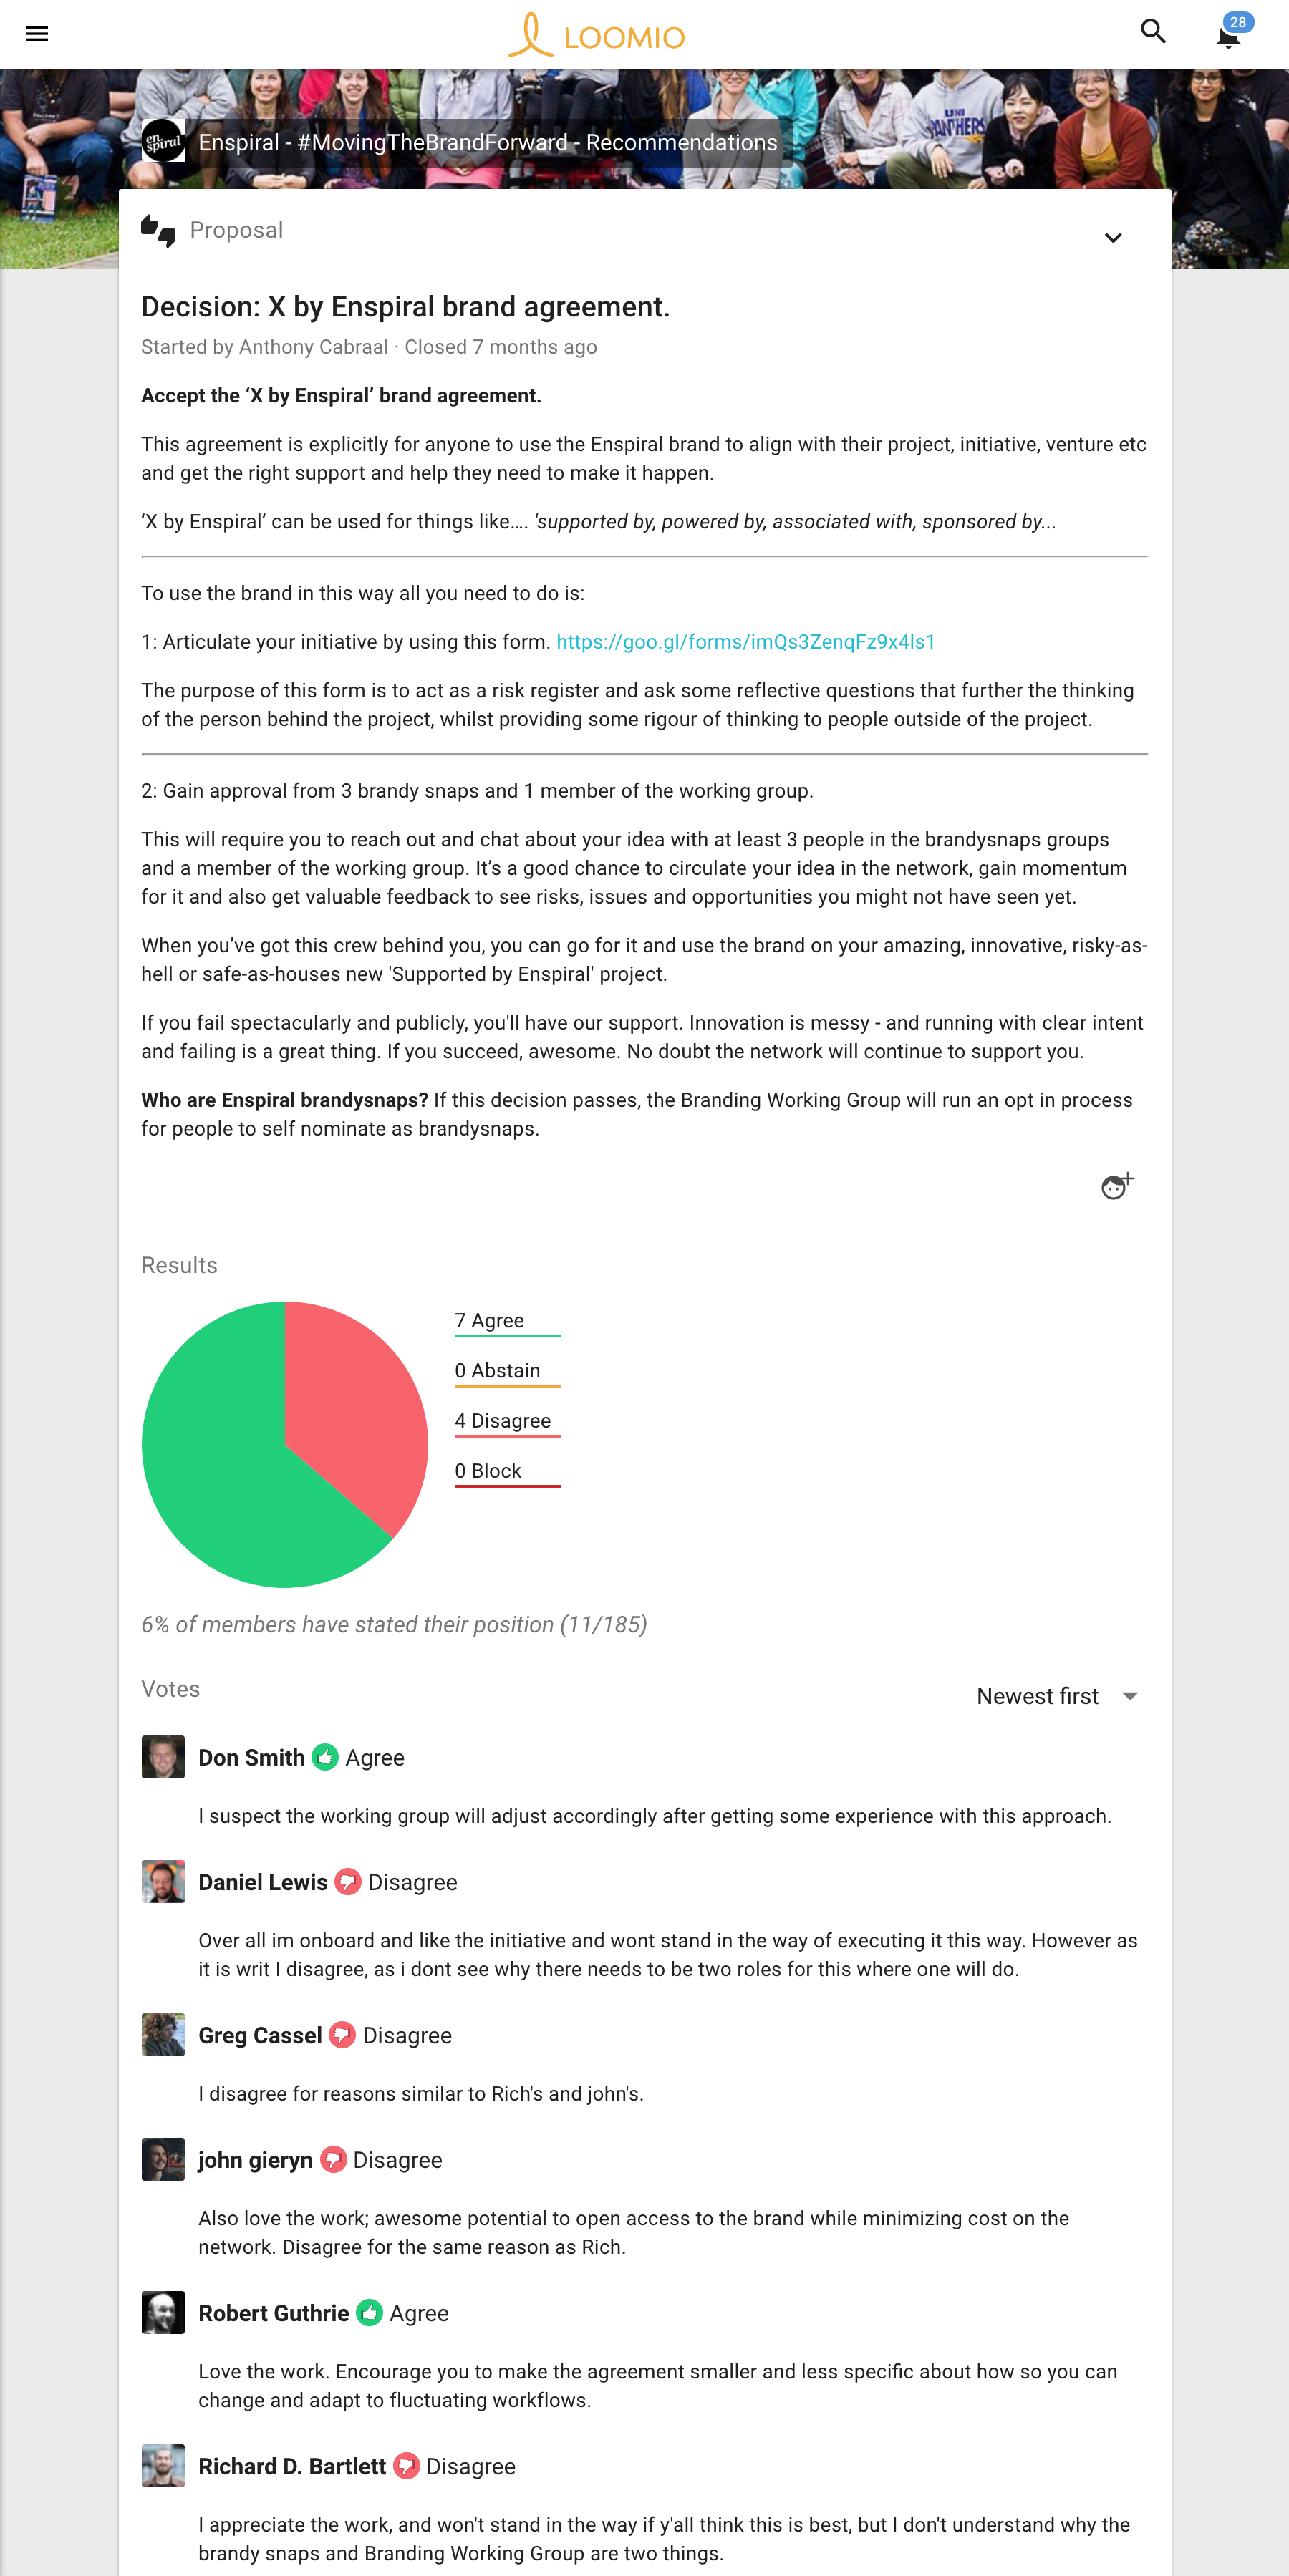 LOOMIO
28
en
spiral
Enspiral - #MovingTheBrandForward - Recommendations
UNI
PANTHERS
Proposal
Decision: X by Enspiral brand agreement.
Started by Anthony Cabraal · Closed 7 months ago
Accept the ‘X by Enspiral’ brand agreement.
This agreement is explicitly for anyone to use the Enspiral brand to align with their project, initiative, venture etc
and get the right support and help they need to make it happen.
‘X by Enspiral’ can be used for things like…. 'supported by, powered by, associated with, sponsored by...
To use the brand in this way all you need to do is:
1: Articulate your initiative by using this form. https://goo.gl/forms/imQs3ZenqFz9x4ls1
The purpose of this form is to act as a risk register and ask some reflective questions that further the thinking
of the person behind the project, whilst providing some rigour of thinking to people outside of the project.
2: Gain approval from 3 brandy snaps and 1 member of the working group.
This will require you to reach out and chat about your idea with at least 3 people in the brandysnaps groups
and a member of the working group. It’s a good chance to circulate your idea in the network, gain momentum
for it and also get valuable feedback to see risks, issues and opportunities you might not have seen yet.
When you’ve got this crew behind you, you can go for it and use the brand on your amazing, innovative, risky-as-
hell or safe-as-houses new 'Supported by Enspiral' project.
If you fail spectacularly and publicly, you'll have our support. Innovation is messy - and running with clear intent
and failing is a great thing. If you succeed, awesome. No doubt the network will continue to support you.
Who are Enspiral brandysnaps? If this decision passes, the Branding Working Group will run an opt in process
for people to self nominate as brandysnaps.
Results
7 Agree
0 Abstain
4 Disagree
0 Block
6% of members have stated their position (11/185)
Votes
Newest first
Don Smith Agree
I suspect the working group will adjust accordingly after getting some experience with this approach.
Daniel Lewis Disagree
Over all im onboard and like the initiative and wont stand in the way of executing it this way. However as
it is writ I disagree, as i dont see why there needs to be two roles for this where one will do.
Greg Cassel Disagree
I disagree for reasons similar to Rich's and john's.
john gieryn Disagree
Also love the work; awesome potential to open access to the brand while minimizing cost on the
network. Disagree for the same reason as Rich.
Robert Guthrie Agree
Love the work. Encourage you to make the agreement smaller and less specific about how so you can
change and adapt to fluctuating workflows.
Richard D. Bartlett Disagree
I appreciate the work, and won't stand in the way if y'all think this is best, but I don't understand why the
brandy snaps and Branding Working Group are two things.